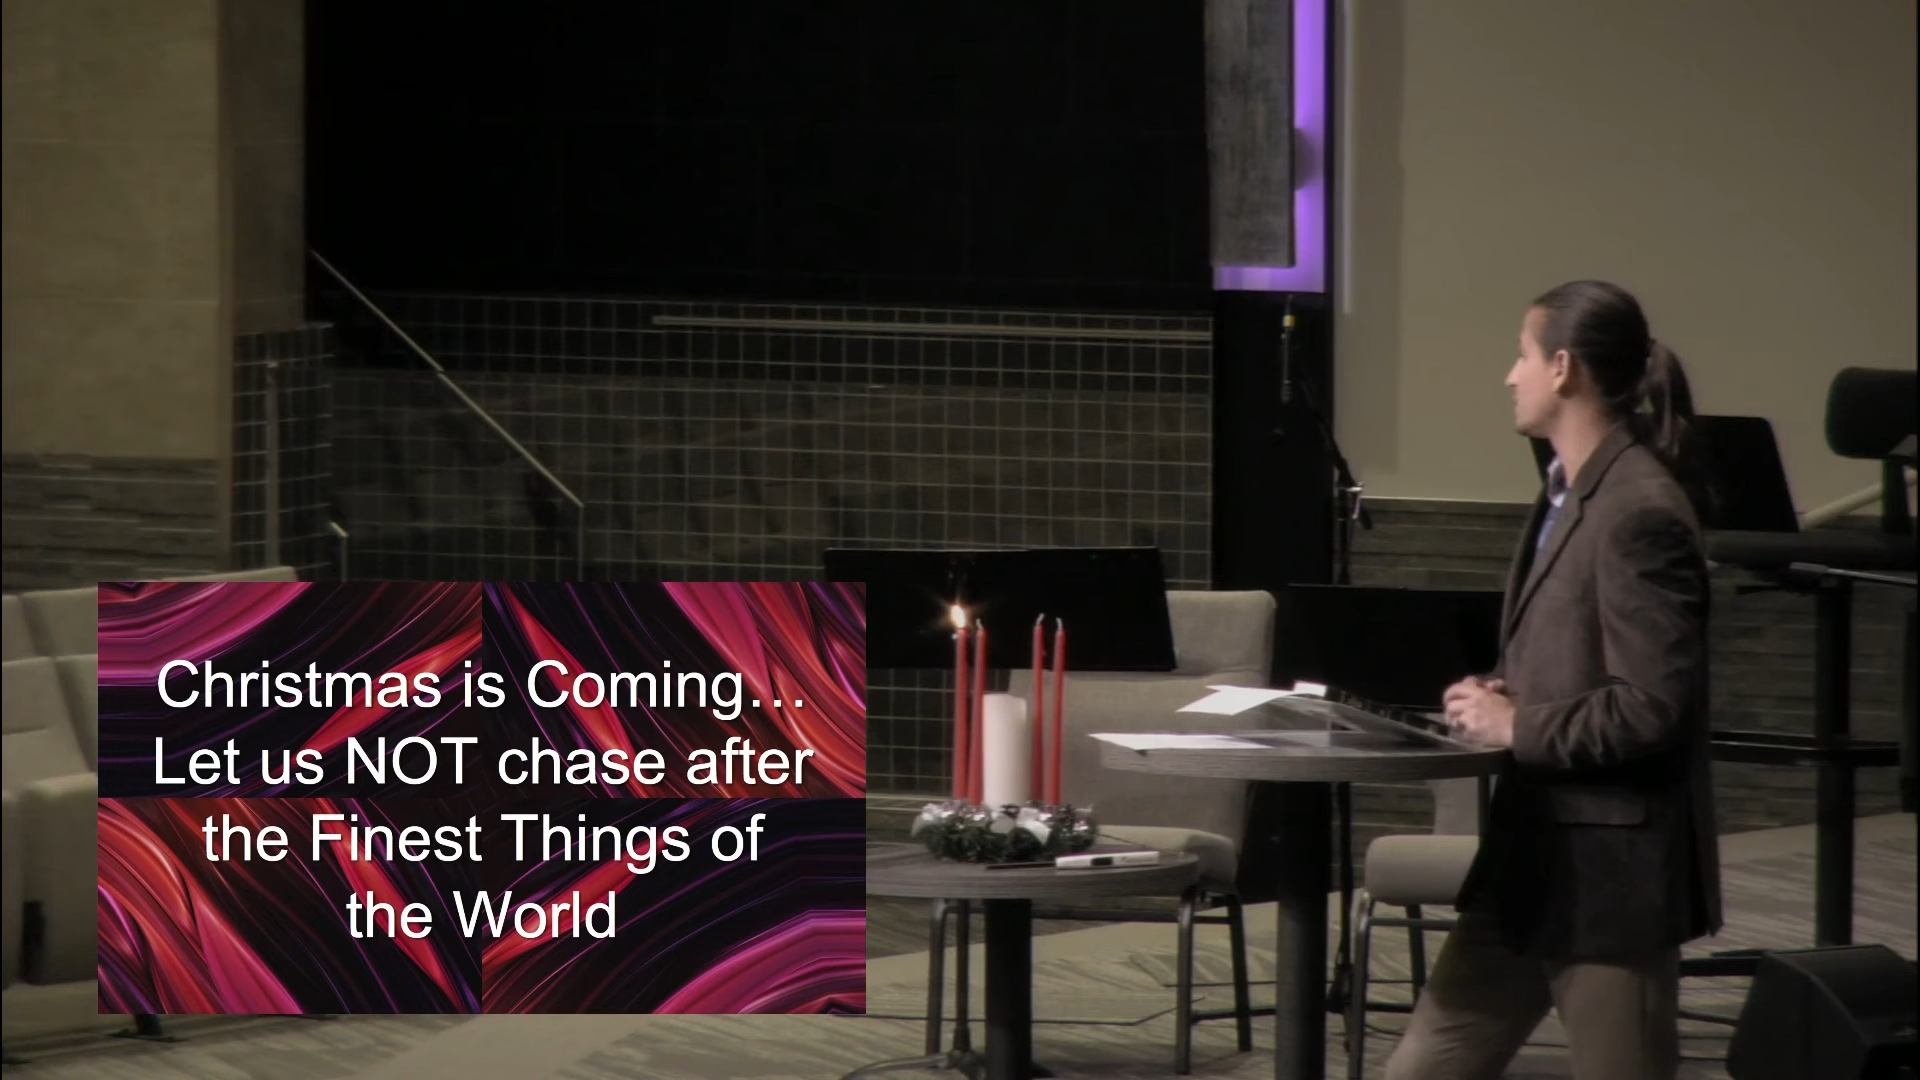 Christmas is Coming…
Let us NOT chase after
the Finest Things of
the World